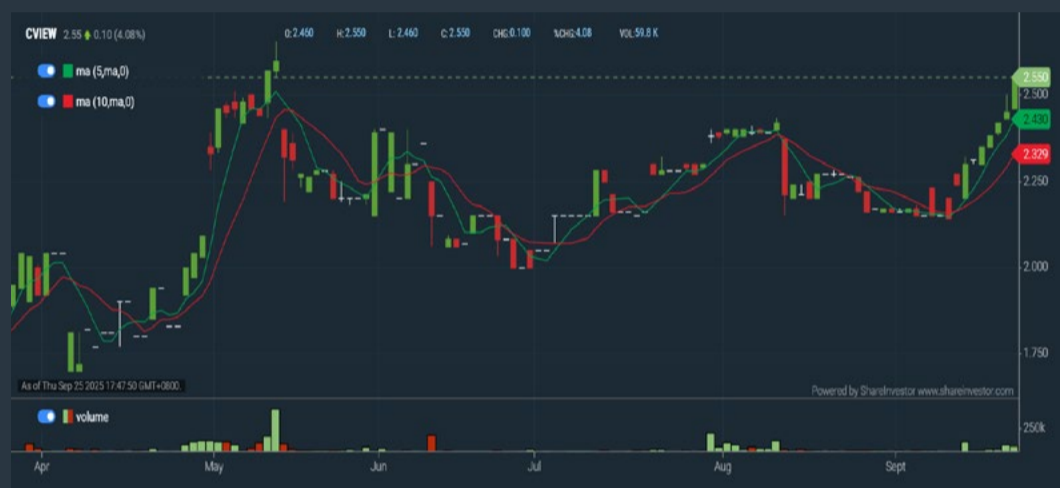 CVIEW 2.55 0.10 (4.08%) O:2.460 H:2.550 L:2.460 C:2.550 CHG:0.100 %CHG:4.08 VOL:59.8 K
ma (5,ma,0)
ma (10,ma,0)
2.550
2.500
2.430
2.329
2.250
2.000
1.750
As of Thu Sep 25 2025 17:47:50 GMT+0800.
Powered by ShareInvestor www.shareinvestor.com
volume
250k
Apr May Jun Jul Aug Sept